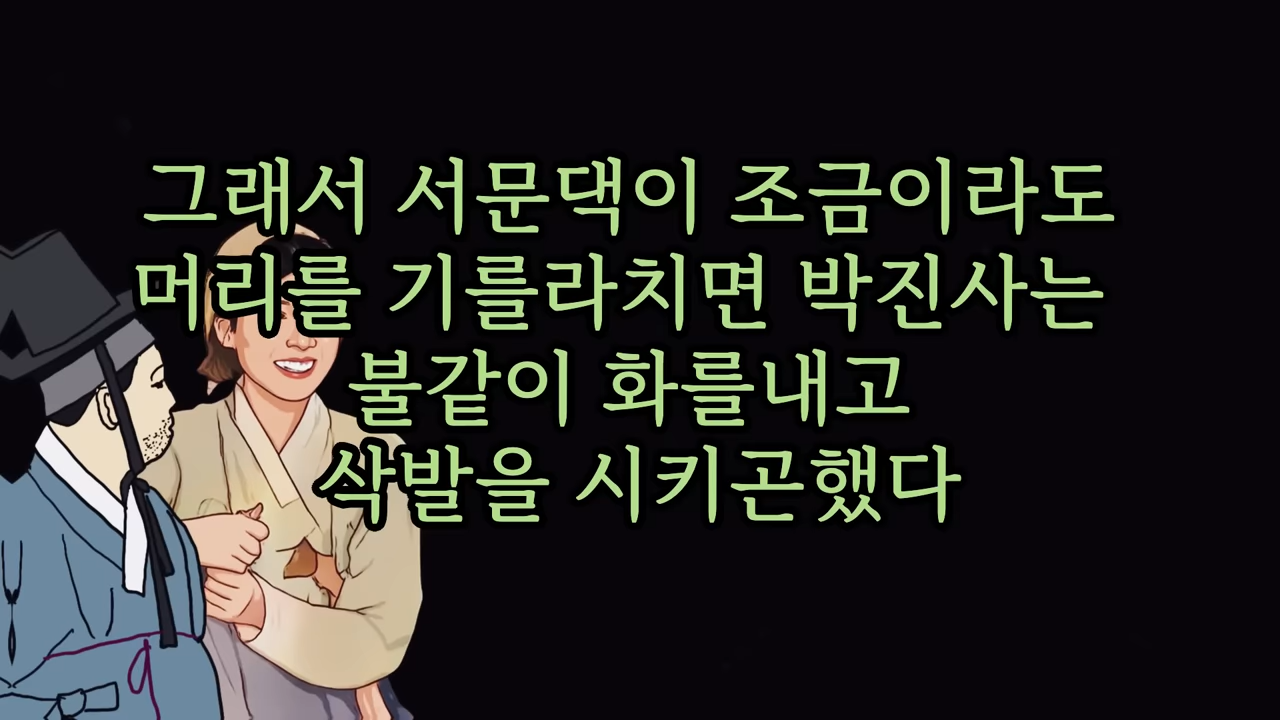 그래서 서문댁이 조금이라도
머리를 기를라치면 박진사는
불같이 화를내고
삭발을 시키곤했다